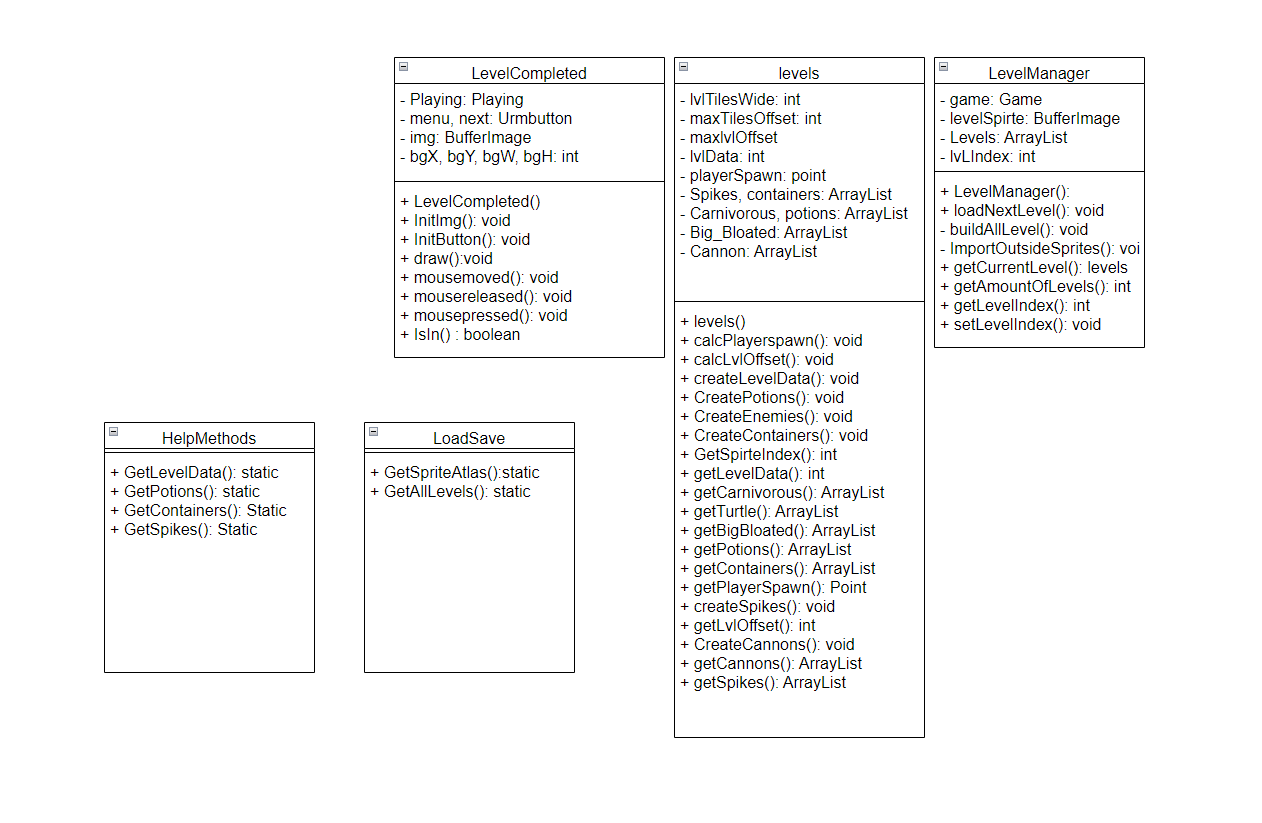 LevelCompleted
- Playing: Playing
- menu, next: Urmbutton
- img: BufferImage
- bgX, bgY, bgW, bgH: int
+ LevelCompleted()
+ InitImg(): void
+ InitButton(): void
+ draw():void
+ mousemoved(): void
+ mousereleased(): void
+ mousepressed(): void
+ IsIn() : boolean
levels
- lvlTilesWide: int
- maxTilesOffset: int
- maxlvlOffset
- lvlData: int
- playerSpawn: point
- Spikes, containers: ArrayList
- Carnivorous, potions: ArrayList
- Big_Bloated: ArrayList
- Cannon: ArrayList
+ levels()
+ calcPlayerspawn(): void
+ calcLvlOffset(): void
+ createLevelData(): void
+ CreatePotions(): void
+ CreateEnemies(): void
+ CreateContainers(): void
+ GetSpirteIndex(): int
+ getLevelData(): int
+ getCarnivorous(): ArrayList
+ getTurtle(): ArrayList
+ getBigBloated(): ArrayList
+ getPotions(): ArrayList
+ getContainers(): ArrayList
+ getPlayerSpawn(): Point
+ createSpikes(): void
+ getLvlOffset(): int
+ CreateCannons(): void
+ getCannons(): ArrayList
+ getSpikes(): ArrayList
LevelManager
- game: Game
- levelSpirte: BufferImage
- Levels: ArrayList
- lvLIndex: int
+ LevelManager():
+ loadNextLevel(): void
- buildAllLevel(): void
- ImportOutsideSprites(): voi
+ getCurrentLevel(): levels
+ getAmountOfLevels(): int
+ getLevelIndex(): int
+ setLevelIndex(): void
HelpMethods
+ GetLevelData(): static
+ GetPotions(): static
+ GetContainers(): Static
+ GetSpikes(): Static
LoadSave
+ GetSpriteAtlas():static
+ GetAllLevels(): static